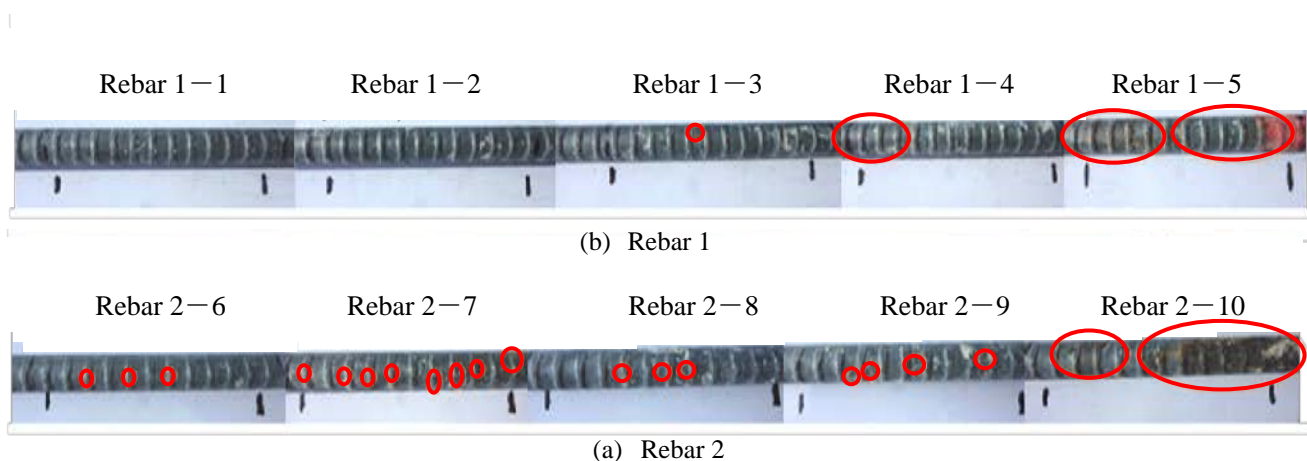 Rebar 1－1 Rebar 1－2 Rebar 1－3 Rebar 1－4 Rebar 1－5
(b) Rebar 1
Rebar 2－6 Rebar 2－7 Rebar 2－8 Rebar 2－9 Rebar 2－10
(a) Rebar 2